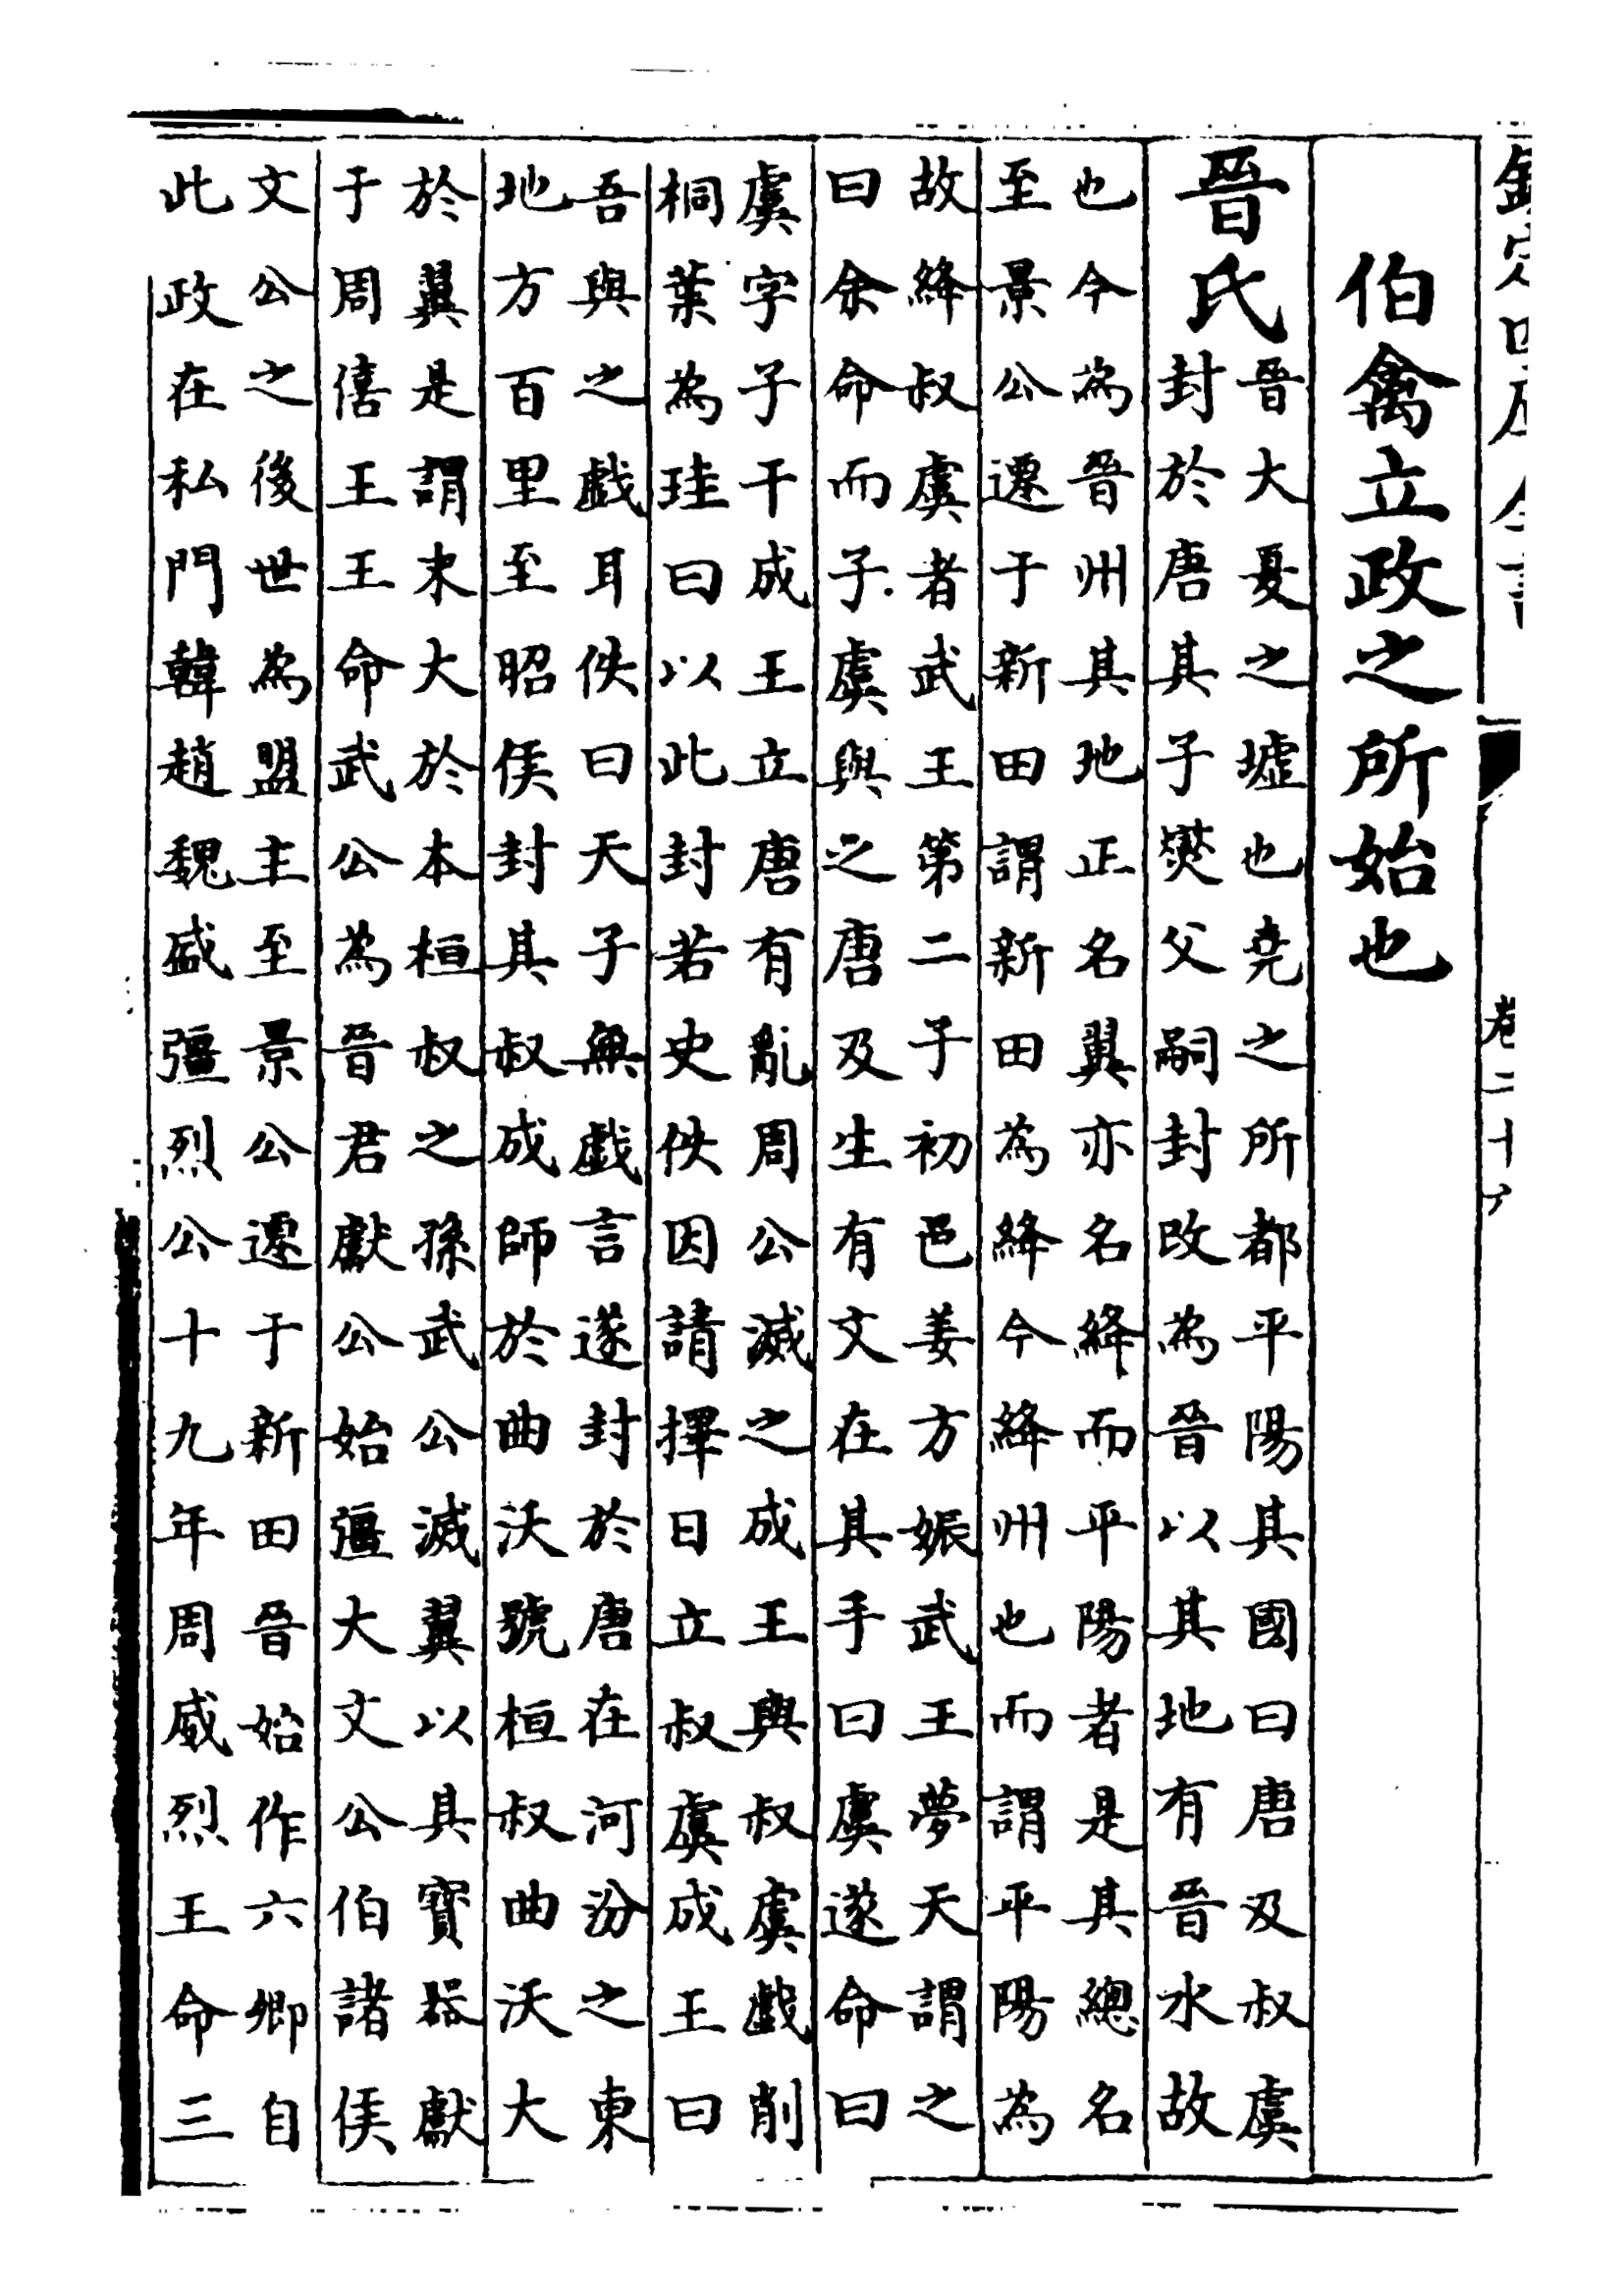 欽定四庫全書
卷二十六
伯禽立政之所始也
晉氏
晉大憂之墟也堯之所都平陽其國曰唐及叔虞
封於唐其子爕父嗣封改為晉以其地有晉水故
也今為晉州其地正名翼亦名絳而平陽者是其總名
至景公遷于新田謂新田為絳今絳州也而謂平陽為
故絳叔虞者武王第二子初邑姜方娠武王夢天謂之
曰余命而子虞與之唐及生有文在其手曰虞遂命曰
虞字子干成王立唐有亂周公滅之成王與叔虞戲削
桐葉為珪曰以此封若史佚因請擇日立叔虞成王曰
吾與之戲耳佚曰天子無戲言遂封於唐在河汾之東
地方百里至昭侯封其叔成師於曲沃號桓叔曲沃大
於翼是謂末大於本桓叔之孫武公滅翼以其寶器獻
于周僖王王命武公為晉君獻公始彊大文公伯諸侯
文公之後世為盟主至景公遷于新田晉始作六卿自
此政在私門韓趙魏盛彊烈公十九年周威烈王命三